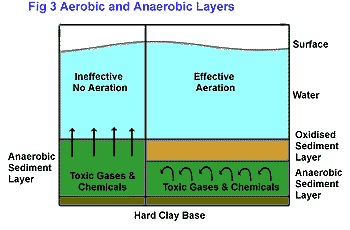 Fig 3 Aerobic and Anaerobic Layers
Surface
Ineffective
No Aeration
Effective
Aeration
Water
Oxidised
Sediment
Layer
Anaerobic
Sediment
Layer
Toxic Gases &
Chemicals
Toxic Gases & Chemicals
Anaerobic
Sediment
Layer
Hard Clay Base